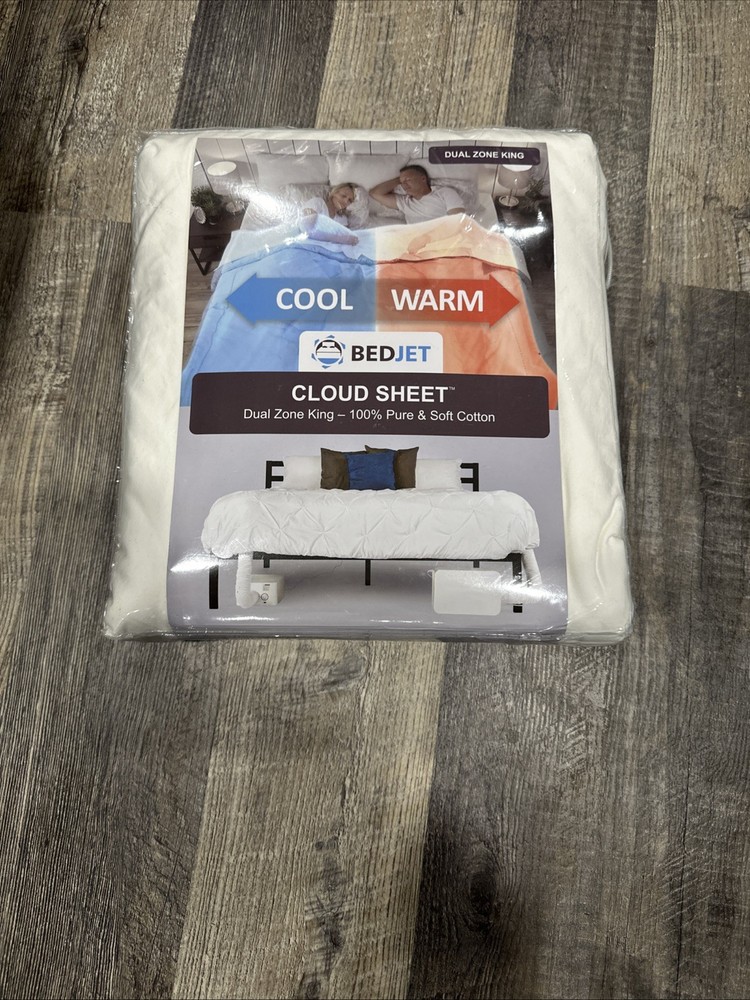 DUAL ZONE KING
COOL WARM
BEDJET
CLOUD SHEET™
Dual Zone King – 100% Pure & Soft Cotton